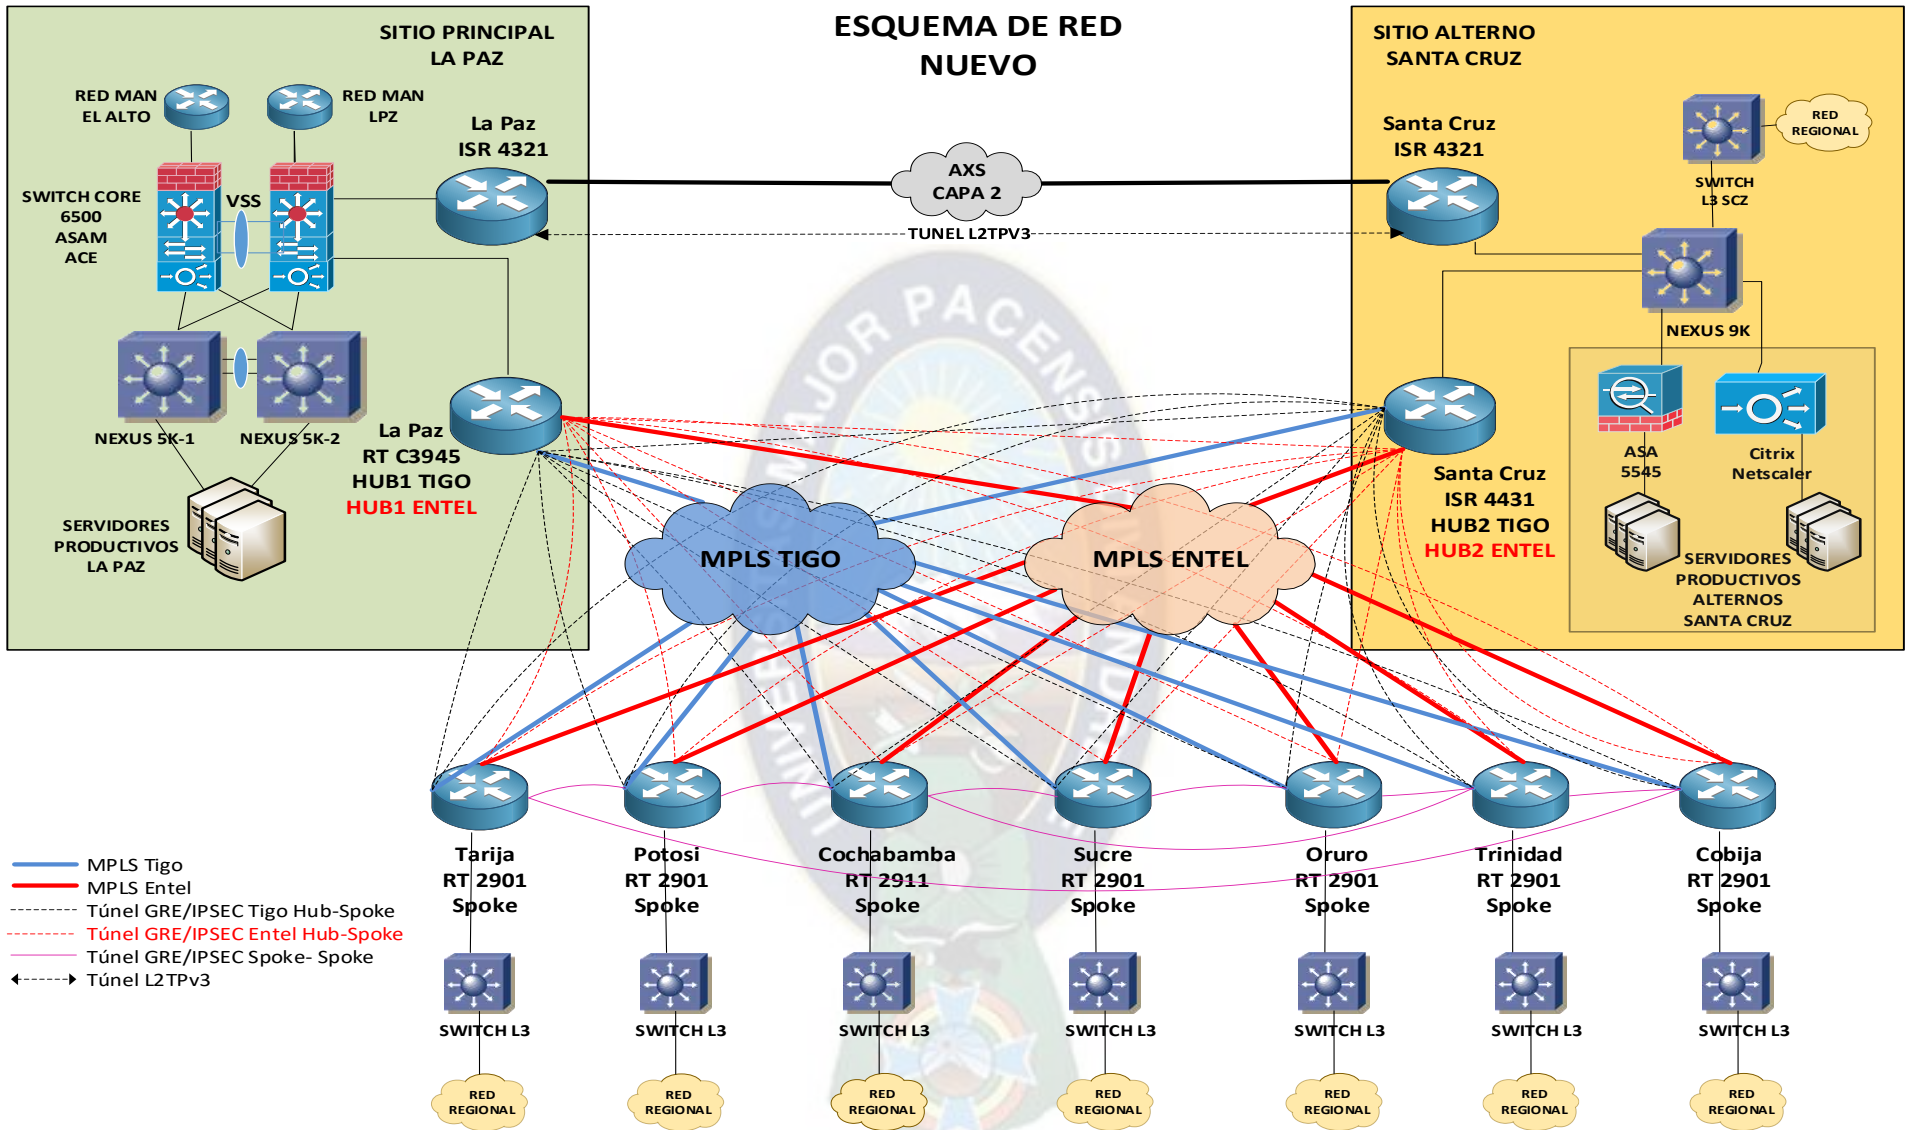 ESQUEMA DE RED
NUEVO
SITIO PRINCIPAL
LA PAZ
RED MAN
EL ALTO
RED MAN
LPZ
La Paz
ISR 4321
SWITCH CORE
6500
ASAM
ACE
VSS
NEXUS 5K-1
NEXUS 5K-2
La Paz
RT C3945
HUB1 TIGO
HUB1 ENTEL
SERVIDORES
PRODUCTIVOS
LA PAZ
AXS
CAPA 2
TUNEL L2TPV3
SITIO ALTERNO
SANTA CRUZ
Santa Cruz
ISR 4321
RED
REGIONAL
SWITCH
L3 SCZ
NEXUS 9K
ASA
5545
Citrix
Netscaler
Santa Cruz
ISR 4431
HUB2 TIGO
HUB2 ENTEL
SERVIDORES
PRODUCTIVOS
ALTERNOS
SANTA CRUZ
MPLS TIGO
MPLS ENTEL
Tarija
RT 2901
Spoke
Potosi
RT 2901
Spoke
Cochabamba
RT 2911
Spoke
Sucre
RT 2901
Spoke
Oruro
RT 2901
Spoke
Trinidad
RT 2901
Spoke
Cobija
RT 2901
Spoke
MPLS Tigo
MPLS Entel
Túnel GRE/IPSEC Tigo Hub-Spoke
Túnel GRE/IPSEC Entel Hub-Spoke
Túnel GRE/IPSEC Spoke- Spoke
Túnel L2TPv3
SWITCH L3
SWITCH L3
SWITCH L3
SWITCH L3
SWITCH L3
SWITCH L3
SWITCH L3
RED
REGIONAL
RED
REGIONAL
RED
REGIONAL
RED
REGIONAL
RED
REGIONAL
RED
REGIONAL
RED
REGIONAL